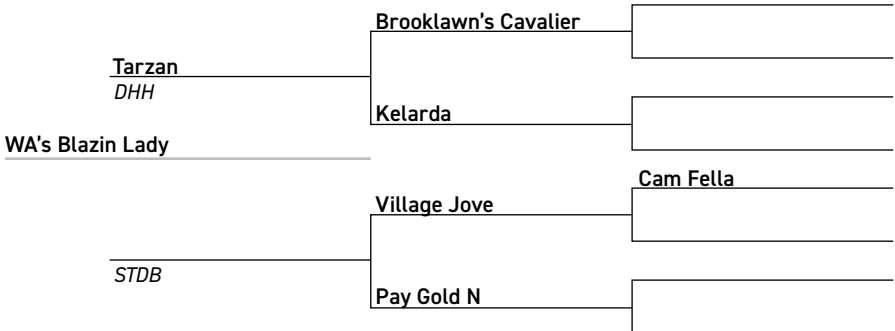 Brooklawn's Cavalier
Tarzan
DHH
Kelarda
WA's Blazin Lady
Cam Fella
Village Jove
STDB
Pay Gold N